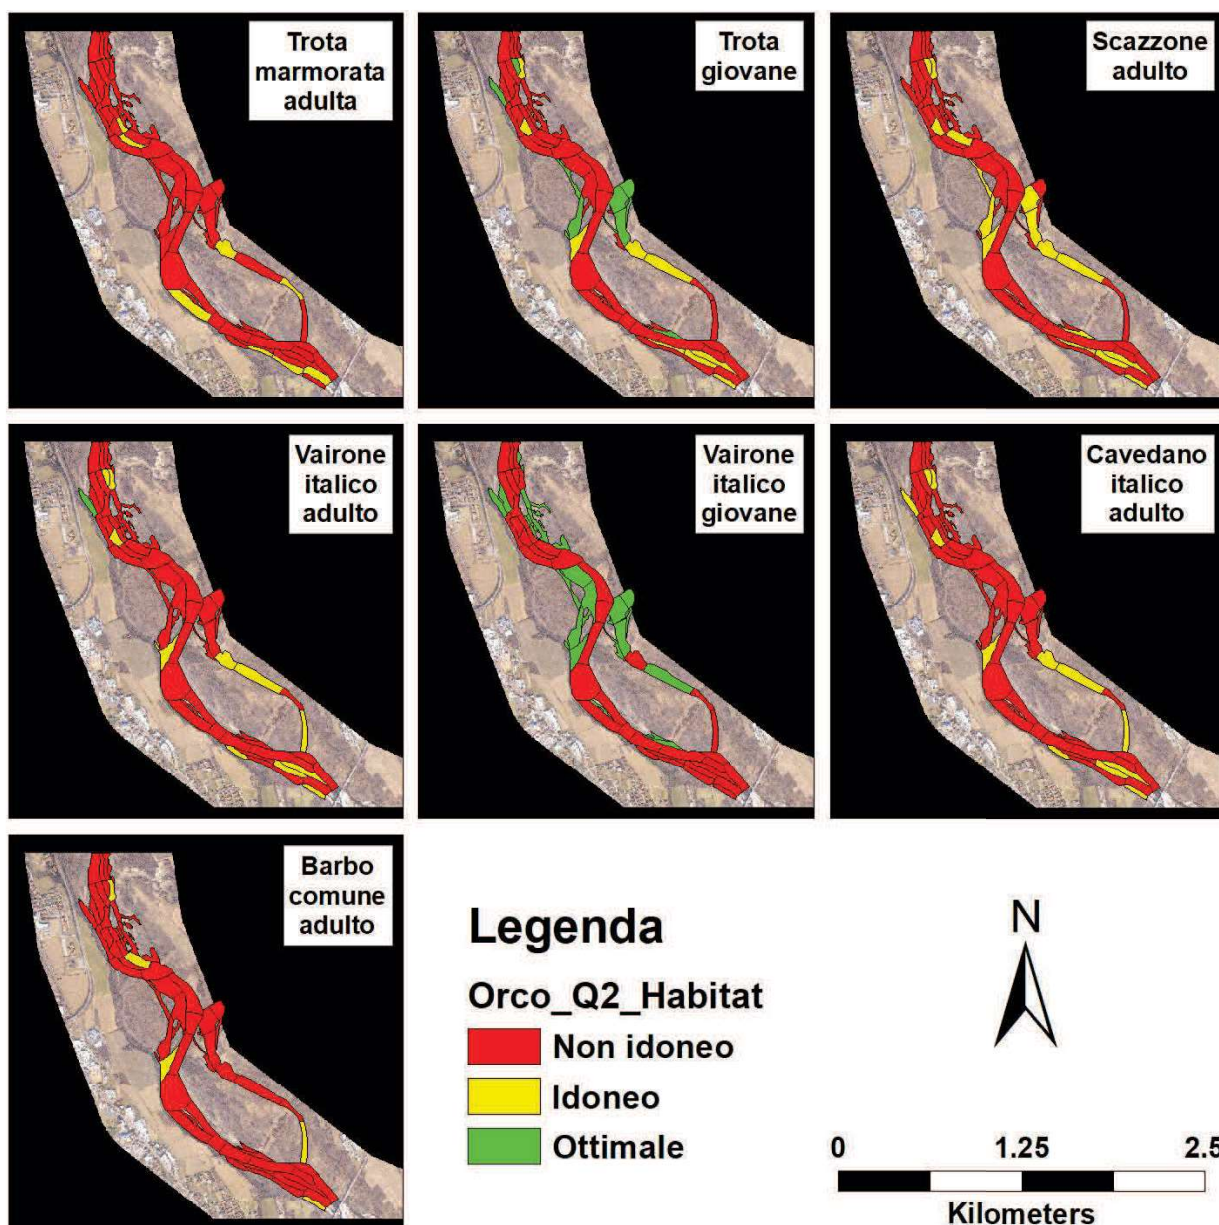 Trota
marmorata
adulta
Trota
giovane
Scazzone
adulto
Vairone
italico
adulto
Vairone
italico
giovane
Cavedano
italico
adulto
Barbo
comune
adulto
Legenda
Orco_Q2_Habitat
Non idoneo
Idoneo
Ottimale
N
0 1.25 2.5
Kilometers